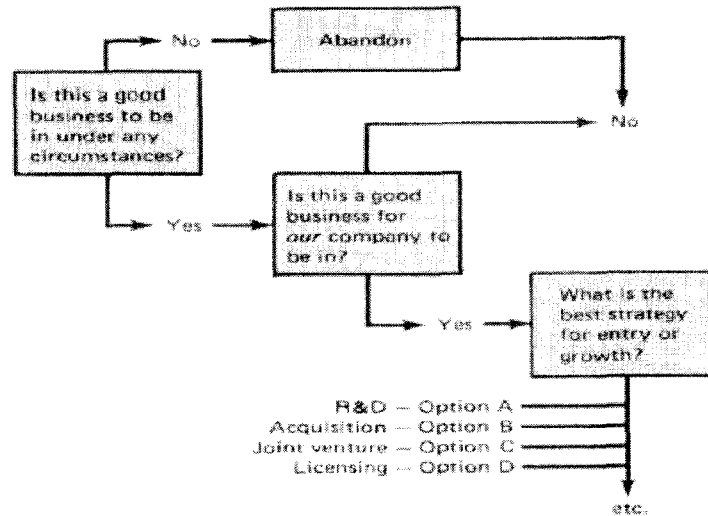 No
Abandon
Is this a good
business to be
in under any
circumstances?
No
Yes
Is this a good
business for
our company to
be in?
Yes
What is the
best strategy
for entry or
growth?
R&D – Option A
Acquisition – Option B
Joint venture – Option C
Licensing – Option D
etc.